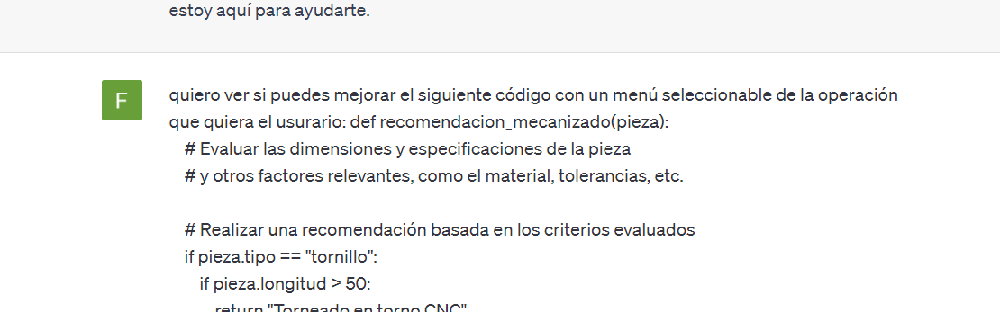 estoy aquí para ayudarte.
F
quiero ver si puedes mejorar el siguiente código con un menú seleccionable de la operación
que quiera el usurario: def recomendacion_mecanizado(pieza):
# Evaluar las dimensiones y especificaciones de la pieza
# y otros factores relevantes, como el material, tolerancias, etc.
# Realizar una recomendación basada en los criterios evaluados
if pieza.tipo == "tornillo":
if pieza.longitud > 50:
return "Torneado en torno CNC"